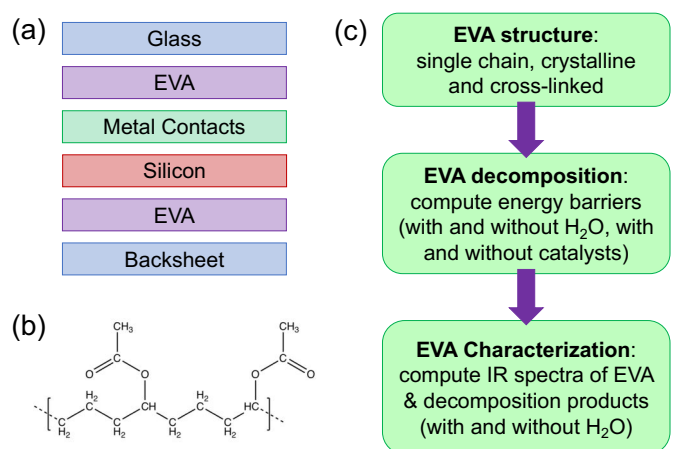 (a)
Glass
EVA
Metal Contacts
Silicon
EVA
Backsheet
(b)
CH₃
CH₃
O
O
O
O
H₂
C
H₂
C
CH
H₂
C
H₂
C
HC
C
H₂
C
H₂
C
H₂
C
H₂
(c)
EVA structure:
single chain, crystalline
and cross-linked
EVA decomposition:
compute energy barriers
(with and without H₂O, with
and without catalysts)
EVA Characterization:
compute IR spectra of EVA
& decomposition products
(with and without H₂O)